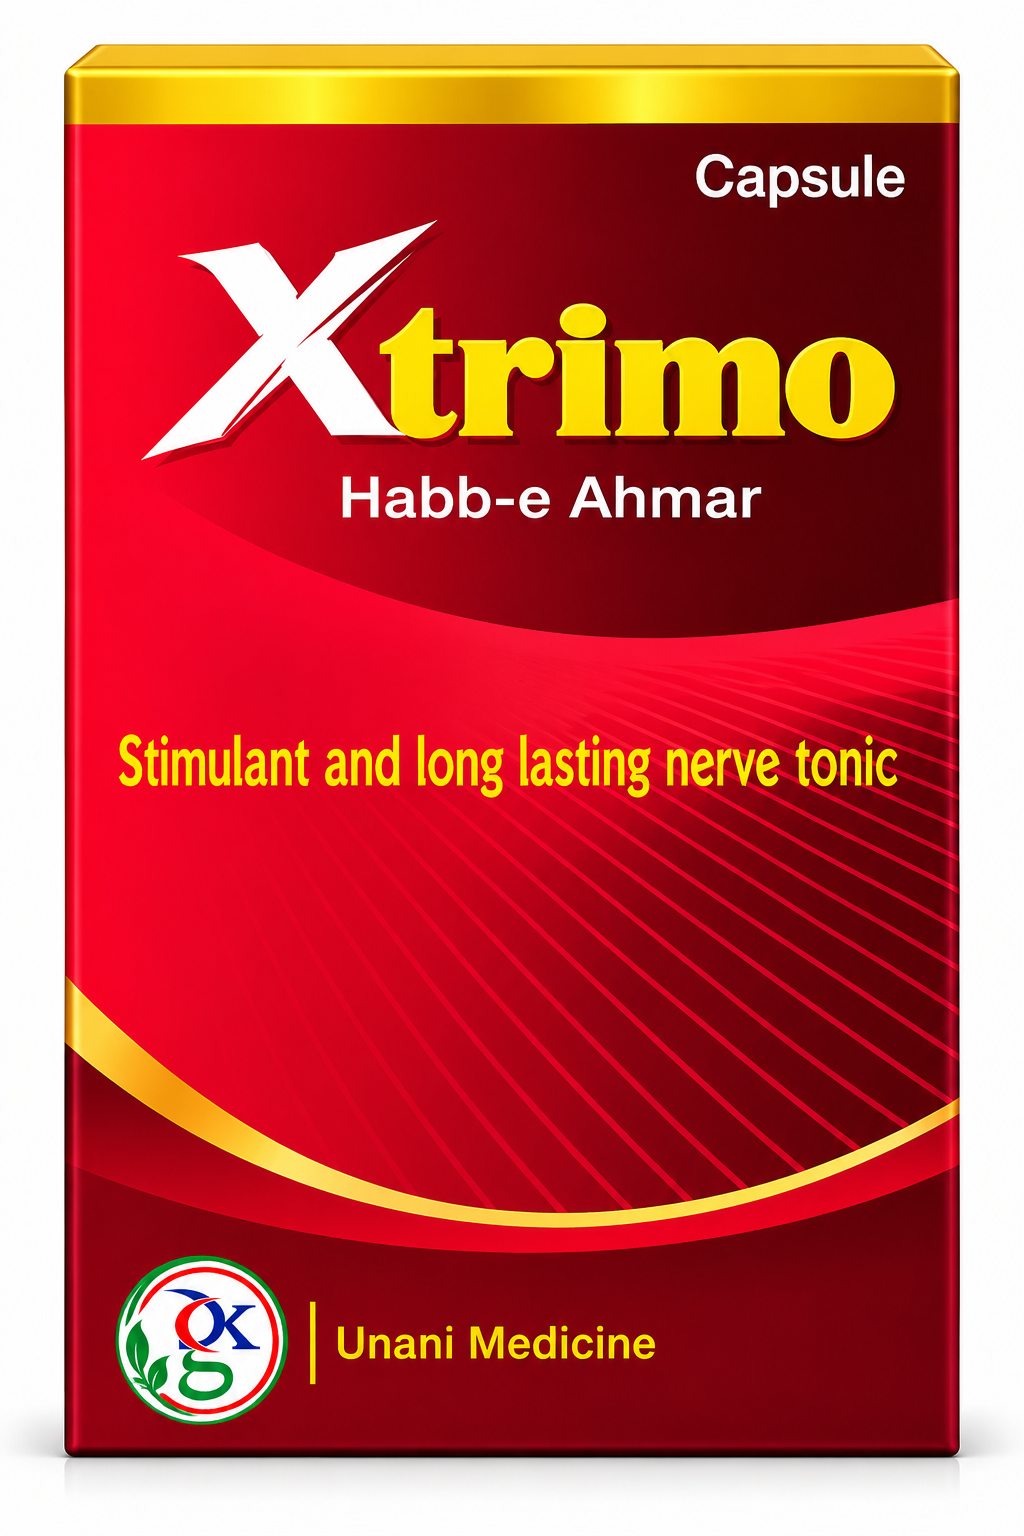 Capsule
Xtrimo
Habb-e Ahmar
Stimulant and long lasting nerve tonic
Unani Medicine